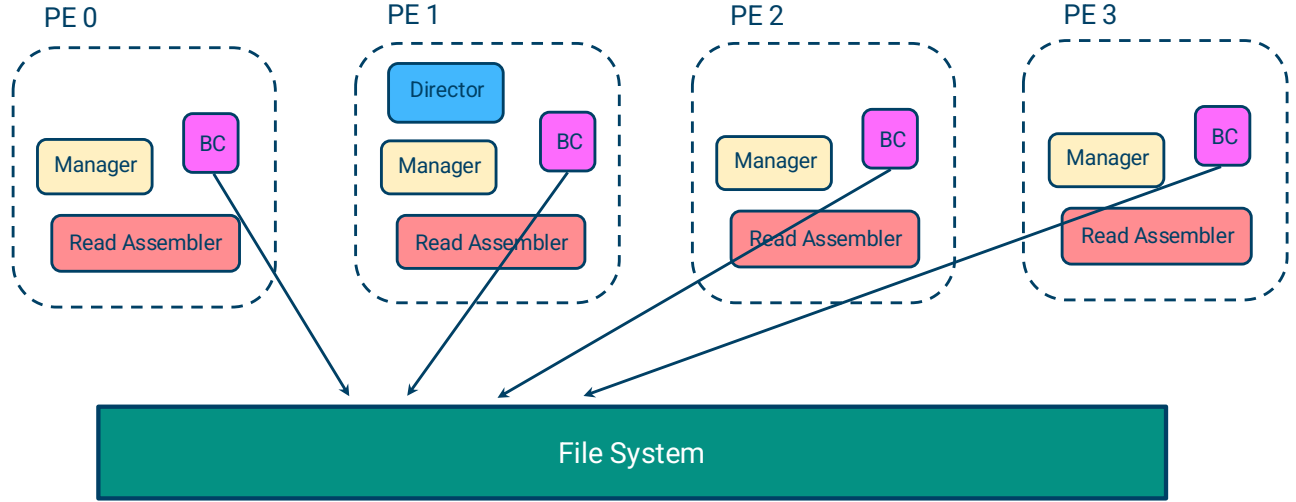 PE 0
PE 1
PE 2
PE 3
Director
BC
BC
BC
BC
Manager
Manager
Manager
Manager
Read Assembler
Read Assembler
Read Assembler
Read Assembler
File System